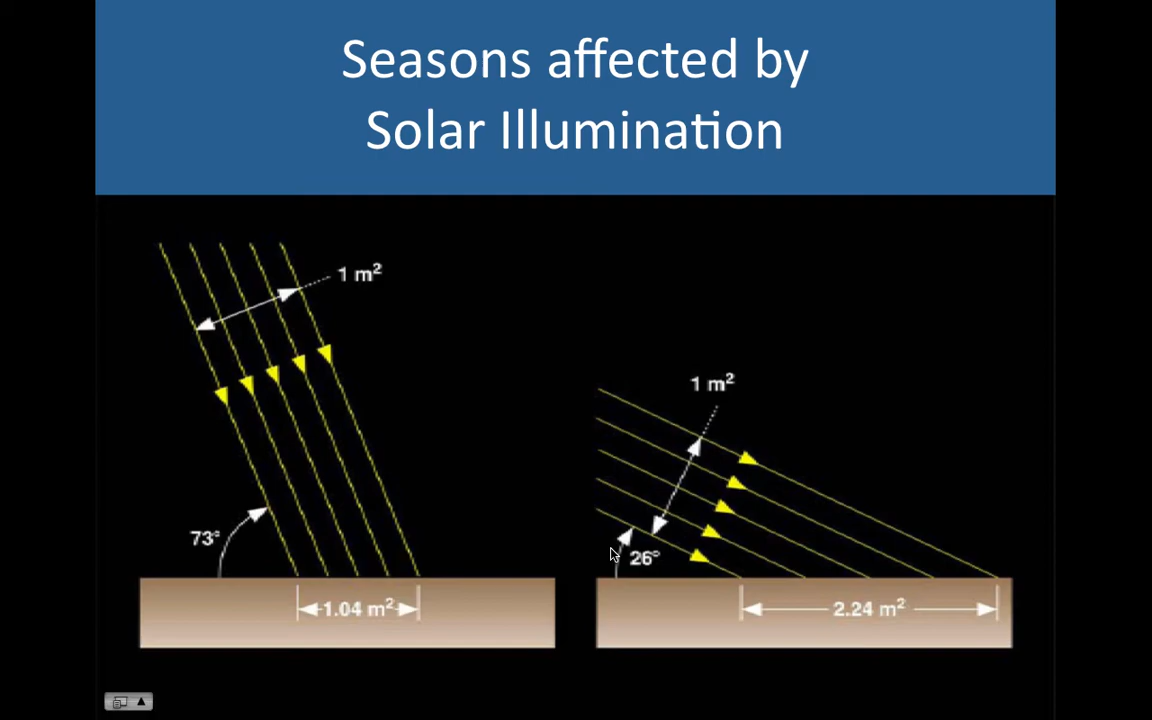 Seasons affected by
Solar Illumination
1 m²
73°
1.04 m²
1 m²
26°
2.24 m²